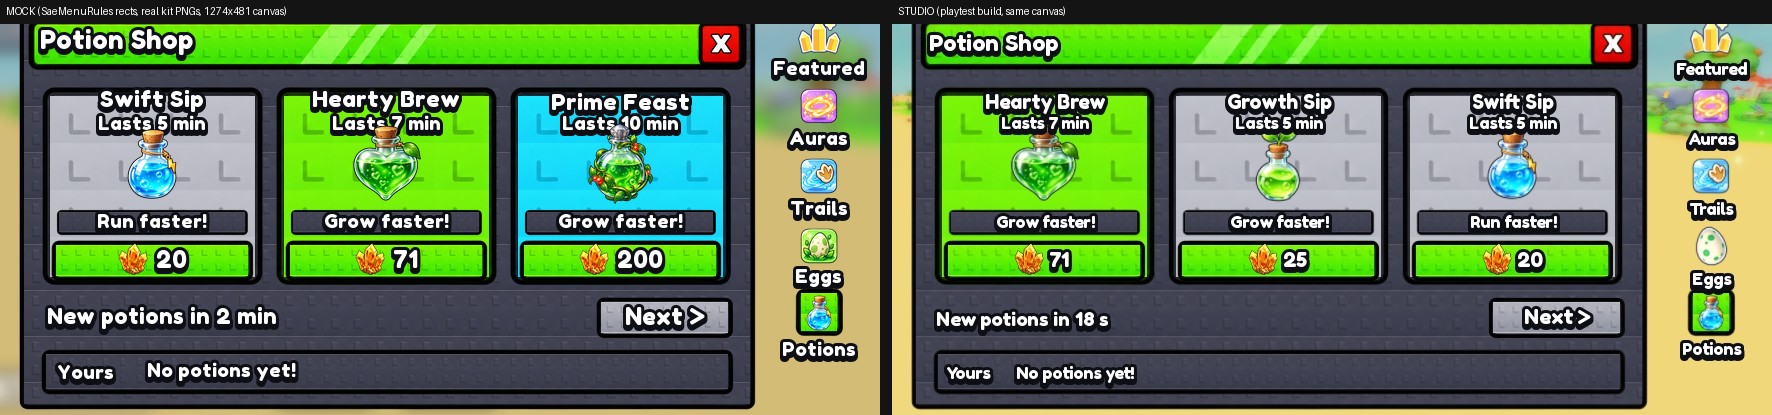 MOCK (SaeMenuRules rects, real kit PNGs, 1274x481 canvas)
Potion Shop
X
Swift Sip
Lasts 5 min
Run faster!
20
Hearty Brew
Lasts 7 min
Grow faster!
71
Prime Feast
Lasts 10 min
Grow faster!
200
New potions in 2 min
Next >
Yours
No potions yet!
Featured
Auras
Trails
Eggs
Potions
STUDIO (playtest build, same canvas)
Potion Shop
X
Hearty Brew
Lasts 7 min
Grow faster!
71
Growth Sip
Lasts 5 min
Grow faster!
25
Swift Sip
Lasts 5 min
Run faster!
20
New potions in 18 s
Next >
Yours
No potions yet!
Featured
Auras
Trails
Eggs
Potions